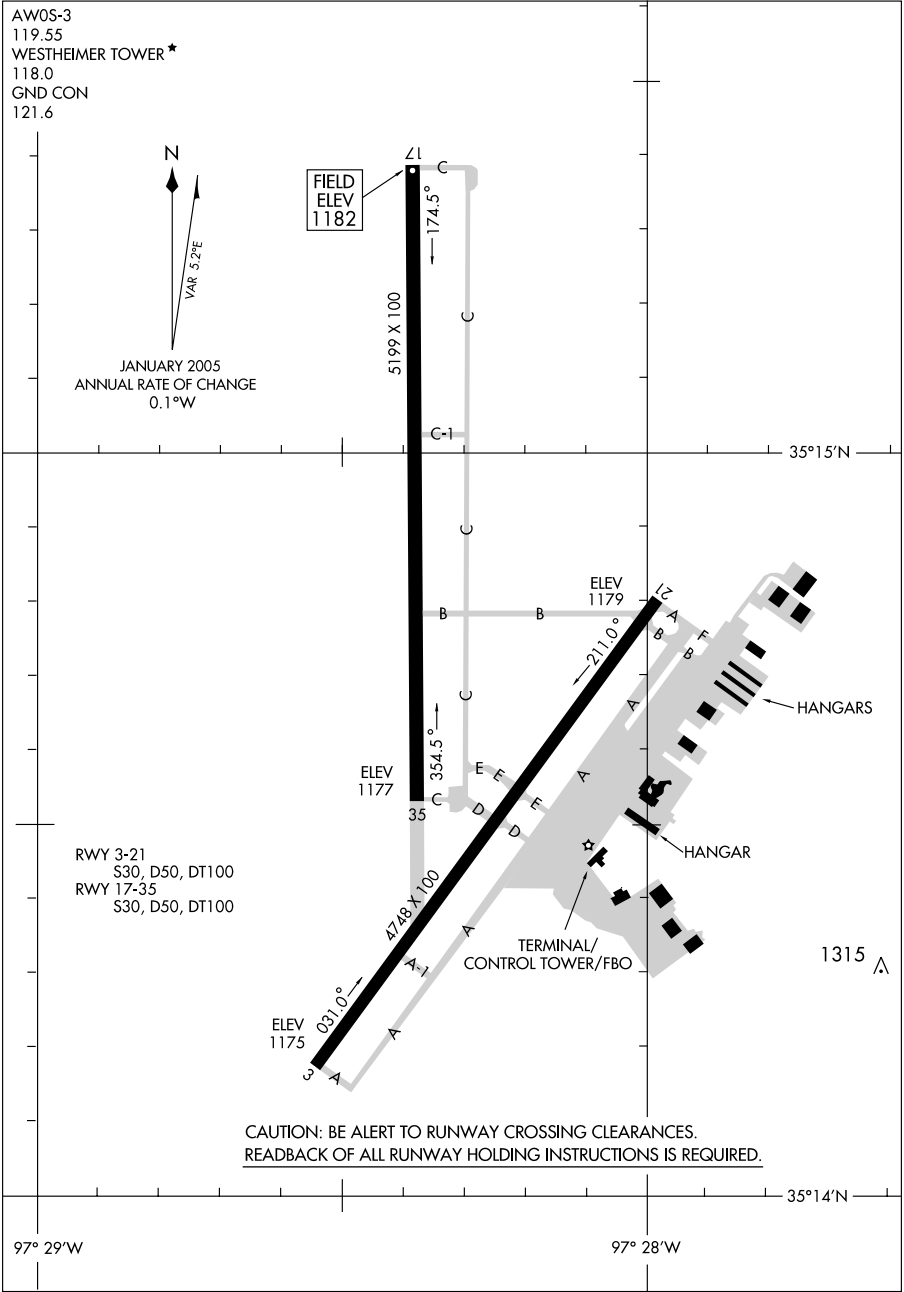 AW0S-3
119.55
WESTHEIMER TOWER
118.0
GND CON
121.6
N
VAR 5.2°E
JANUARY 2005
ANNUAL RATE OF CHANGE
0.1°W
FIELD
ELEV
1182
17
C
174.5°
5199 X 100
C
C-1
35°15'N
C
ELEV
1179
21
B
B
A
F
B
B
211.0°
C
A
HANGARS
354.5°
ELEV
1177
E
E
E
A
35
C
D
D
HANGAR
RWY 3-21
S30, D50, DT100
RWY 17-35
S30, D50, DT100
4748 X 100
A
TERMINAL/
CONTROL TOWER/FBO
1315
A-1
031.0°
ELEV
1175
A
3
A
CAUTION: BE ALERT TO RUNWAY CROSSING CLEARANCES.
READBACK OF ALL RUNWAY HOLDING INSTRUCTIONS IS REQUIRED.
35°14'N
97° 29'W
97° 28'W